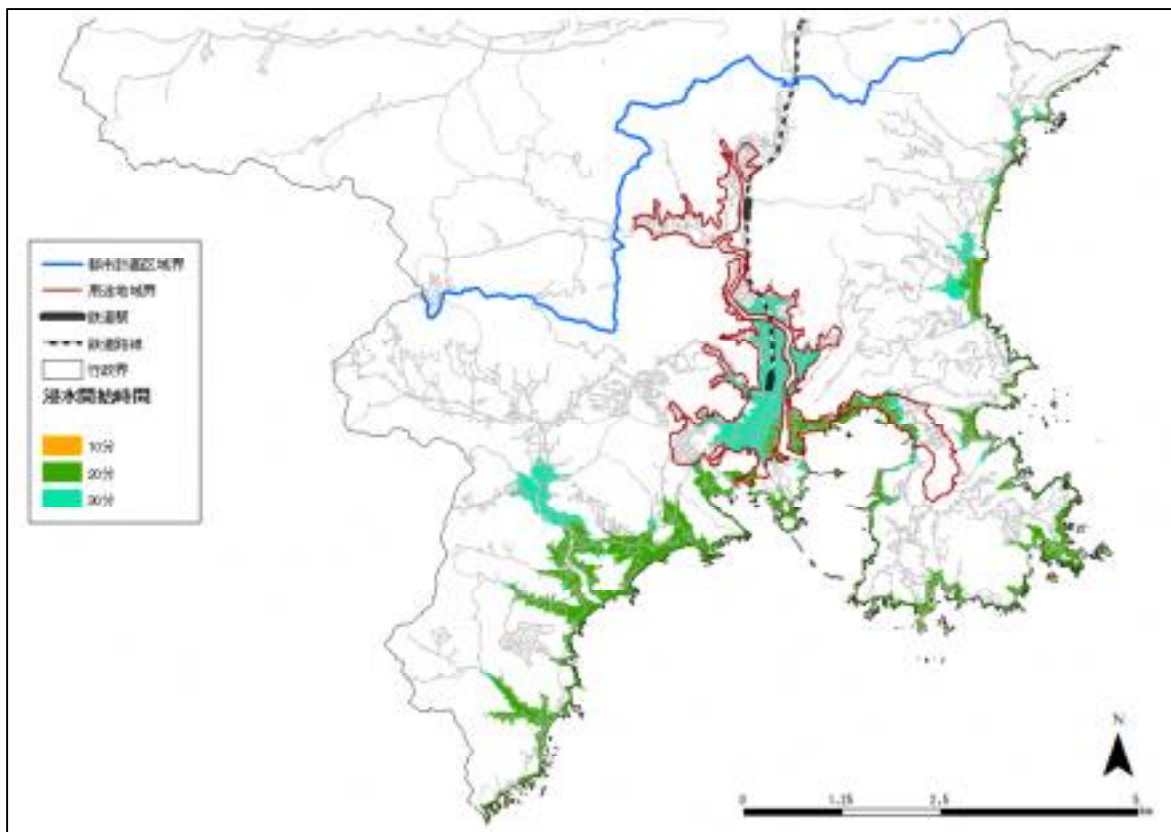 都市計画区域界
用途地域界
鉄道駅
鉄道路線
行政界
浸水開始時間
10分
20分
30分
N
0 1.25 2.5 5
km